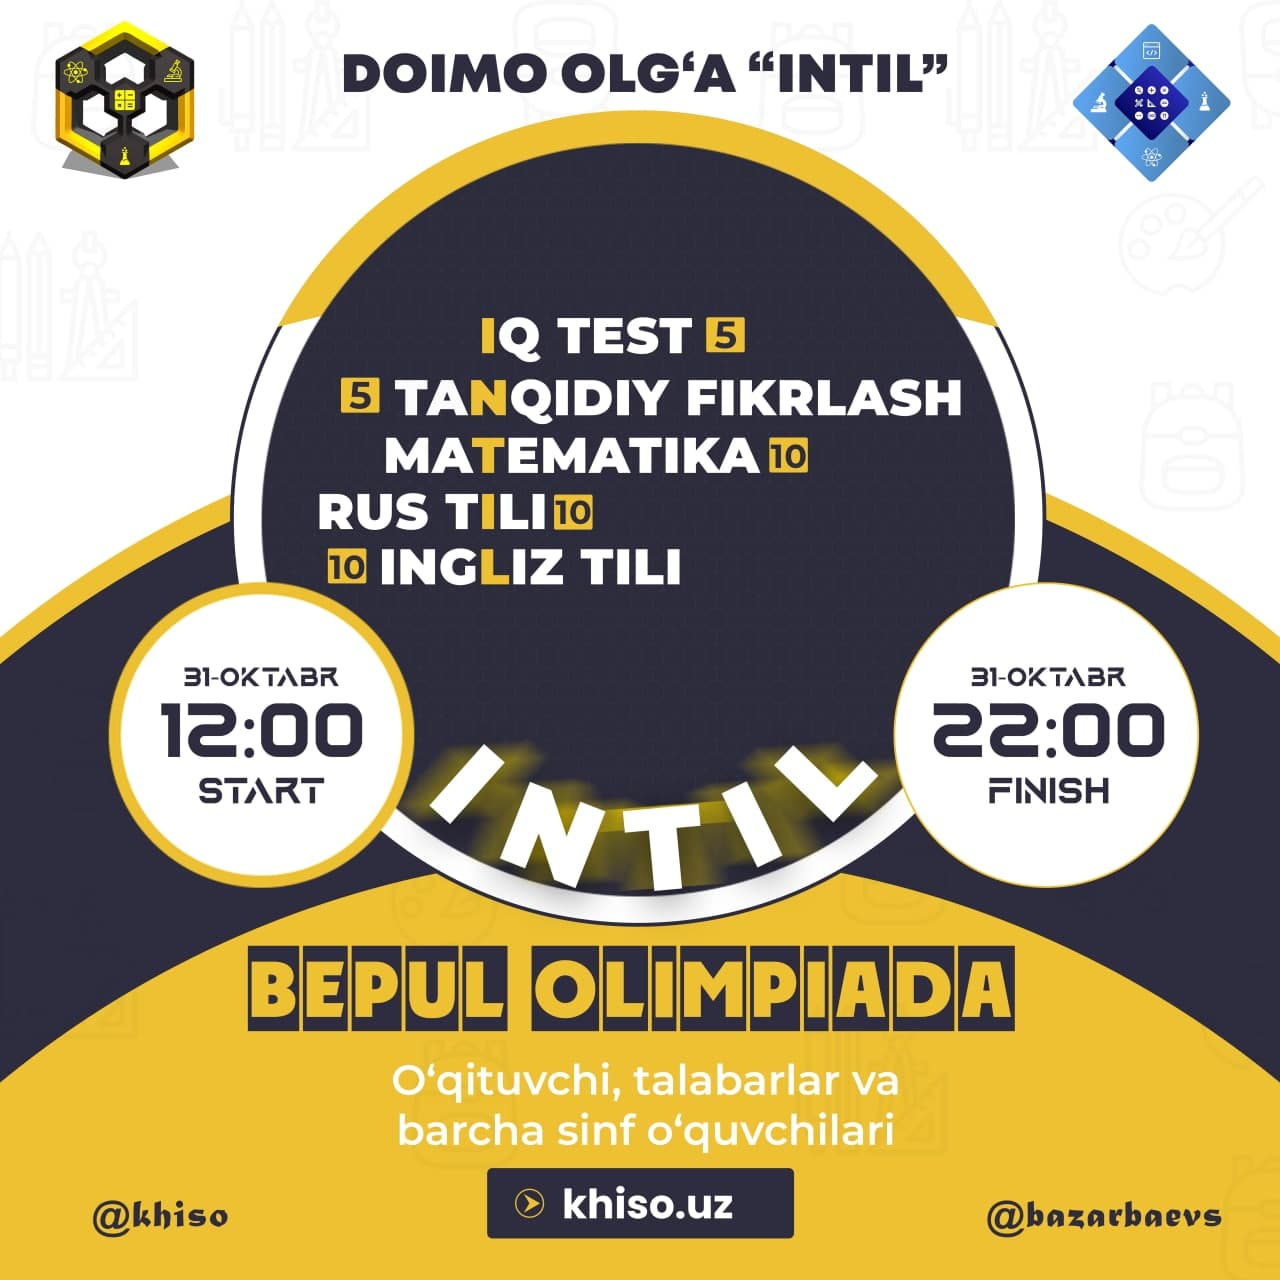 DOIMO OLG‘A “INTIL”
IQ TEST 5
5 TANQIDIY FIKRLASH
MATEMATIKA 10
RUS TILI 10
10 INGLIZ TILI
31-OKTABR
12:00
START
31-OKTABR
22:00
FINISH
INTIL
BEPUL OLIMPIADA
O‘qituvchi, talabarlar va
barcha sinf o‘quvchilari
khiso.uz
@khiso
@bazarbaevs